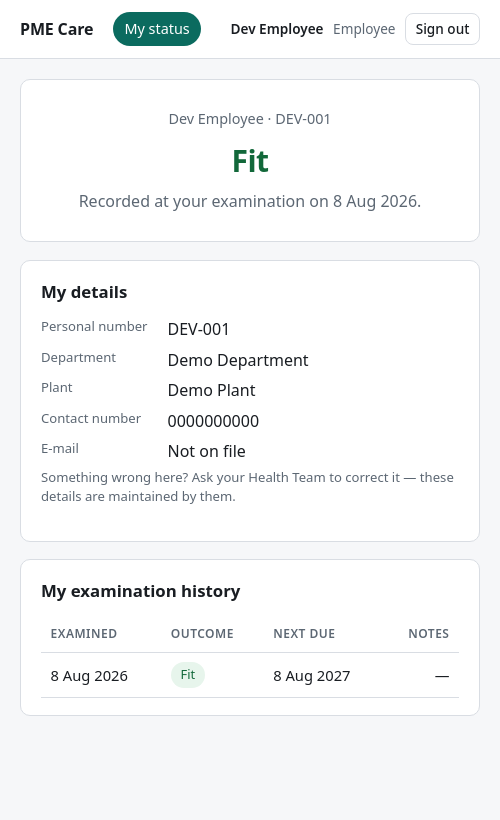 PME Care My status Dev Employee Employee Sign out
Dev Employee · DEV-001
Fit
Recorded at your examination on 8 Aug 2026.
My details
Personal number DEV-001
Department Demo Department
Plant Demo Plant
Contact number 0000000000
E-mail Not on file
Something wrong here? Ask your Health Team to correct it — these
details are maintained by them.
My examination history
EXAMINED OUTCOME NEXT DUE NOTES
8 Aug 2026 Fit 8 Aug 2027 —